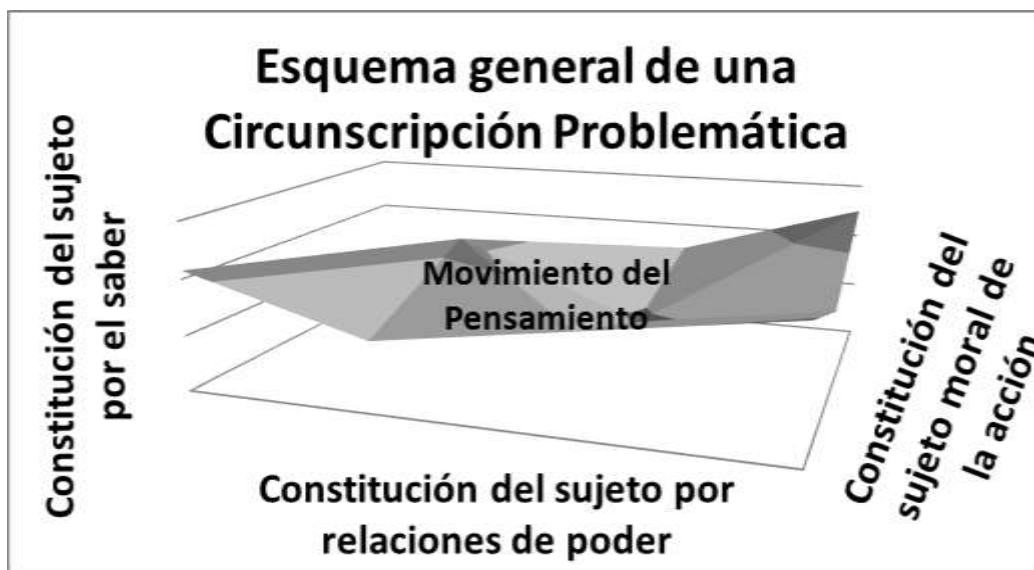 Esquema general de una
Circunscripción Problemática
Constitución del sujeto
por el saber
Movimiento del
Pensamiento
Constitución del
sujeto moral de
la acción
Constitución del sujeto por
relaciones de poder